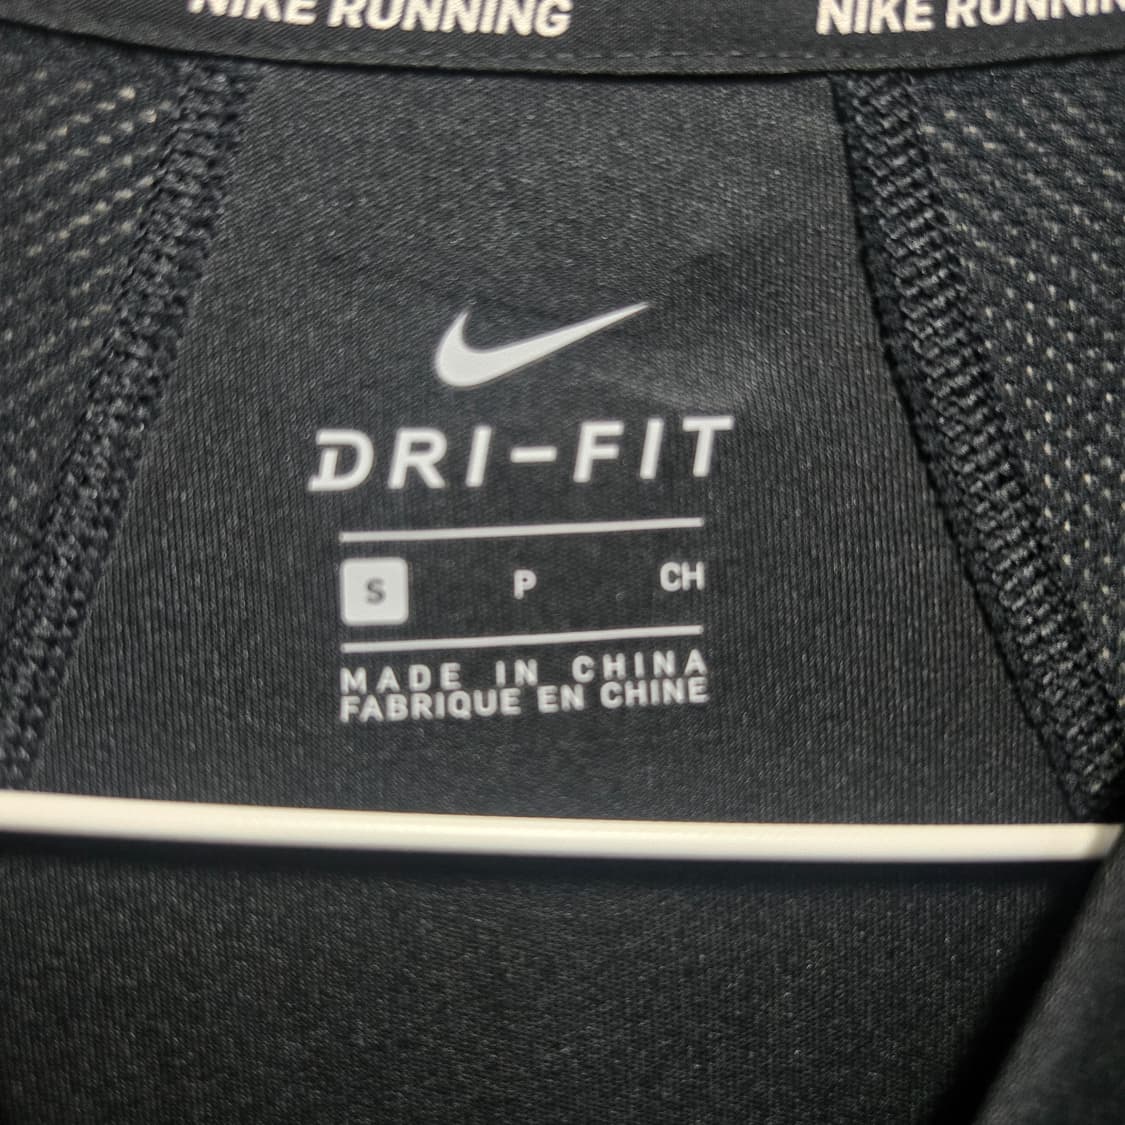 NIKE RUNNING NIKE RUNNIN
DRI-FIT
S P CH
MADE IN CHINA
FABRIQUE EN CHINE